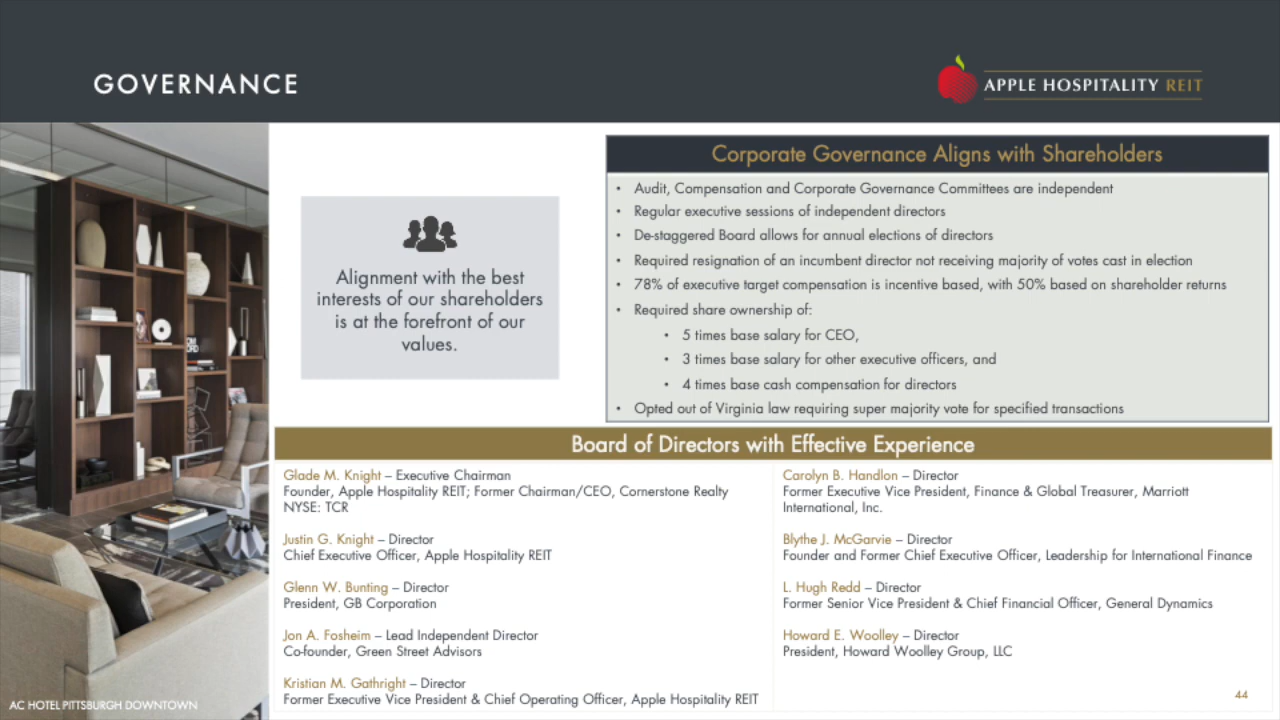 GOVERNANCE
APPLE HOSPITALITY REIT
Alignment with the best
interests of our shareholders
is at the forefront of our
values.
Corporate Governance Aligns with Shareholders
• Audit, Compensation and Corporate Governance Committees are independent
• Regular executive sessions of independent directors
• De-staggered Board allows for annual elections of directors
• Required resignation of an incumbent director not receiving majority of votes cast in election
• 78% of executive target compensation is incentive based, with 50% based on shareholder returns
• Required share ownership of:
• 5 times base salary for CEO,
• 3 times base salary for other executive officers, and
• 4 times base cash compensation for directors
• Opted out of Virginia law requiring super majority vote for specified transactions
Board of Directors with Effective Experience
Glade M. Knight – Executive Chairman
Founder, Apple Hospitality REIT; Former Chairman/CEO, Cornerstone Realty
NYSE: TCR
Justin G. Knight – Director
Chief Executive Officer, Apple Hospitality REIT
Glenn W. Bunting – Director
President, GB Corporation
Jon A. Fosheim – Lead Independent Director
Co-founder, Green Street Advisors
Kristian M. Gathright – Director
Former Executive Vice President & Chief Operating Officer, Apple Hospitality REIT
Carolyn B. Handlon – Director
Former Executive Vice President, Finance & Global Treasurer, Marriott
International, Inc.
Blythe J. McGarvie – Director
Founder and Former Chief Executive Officer, Leadership for International Finance
L. Hugh Redd – Director
Former Senior Vice President & Chief Financial Officer, General Dynamics
Howard E. Woolley – Director
President, Howard Woolley Group, LLC
AC HOTEL PITTSBURGH DOWNTOWN
44